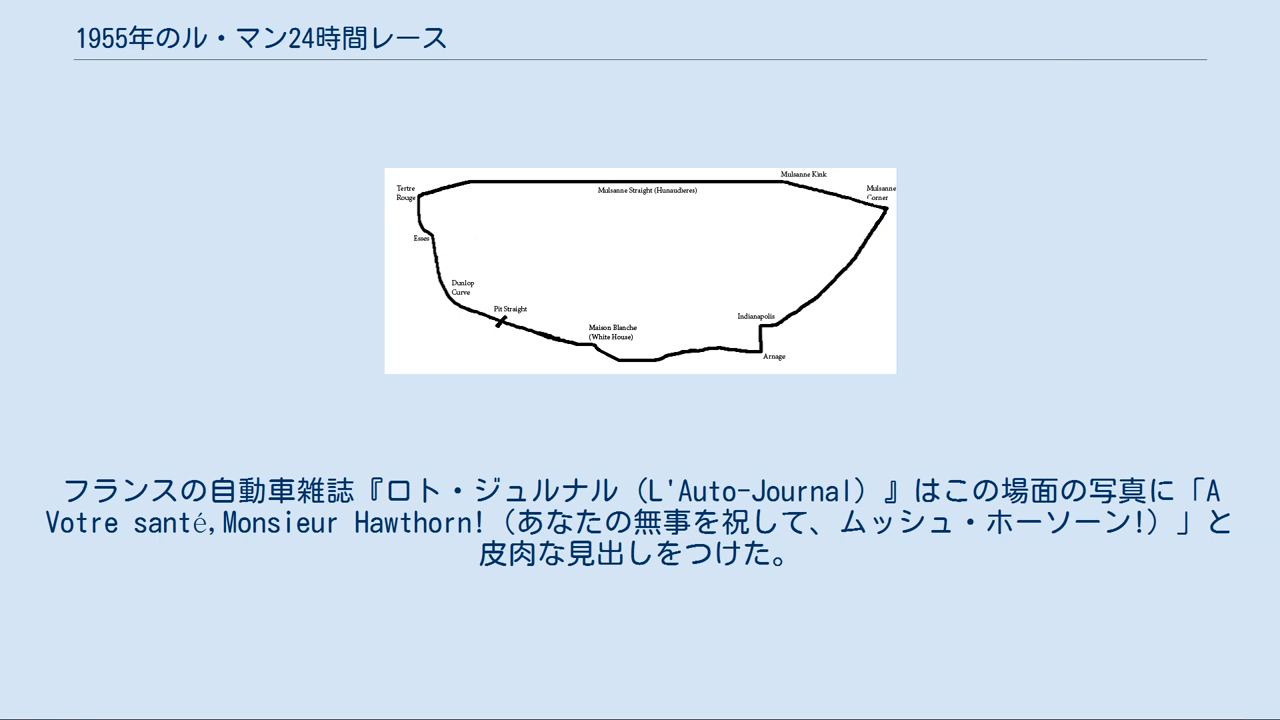 1955年のル・マン24時間レース
Mulsanne Kink
Tertre
Rouge
Mulsanne Straight (Hunaudieres)
Mulsanne
Corner
Esses
Dunlop
Curve
Pit Straight
Maison Blanche
(White House)
Indianapolis
Arnage
フランスの自動車雑誌『ロト・ジュルナル（L'Auto-Journal）』はこの場面の写真に「A
Votre santé,Monsieur Hawthorn!（あなたの無事を祝して、ムッシュ・ホーソーン!）」と
皮肉な見出しをつけた。